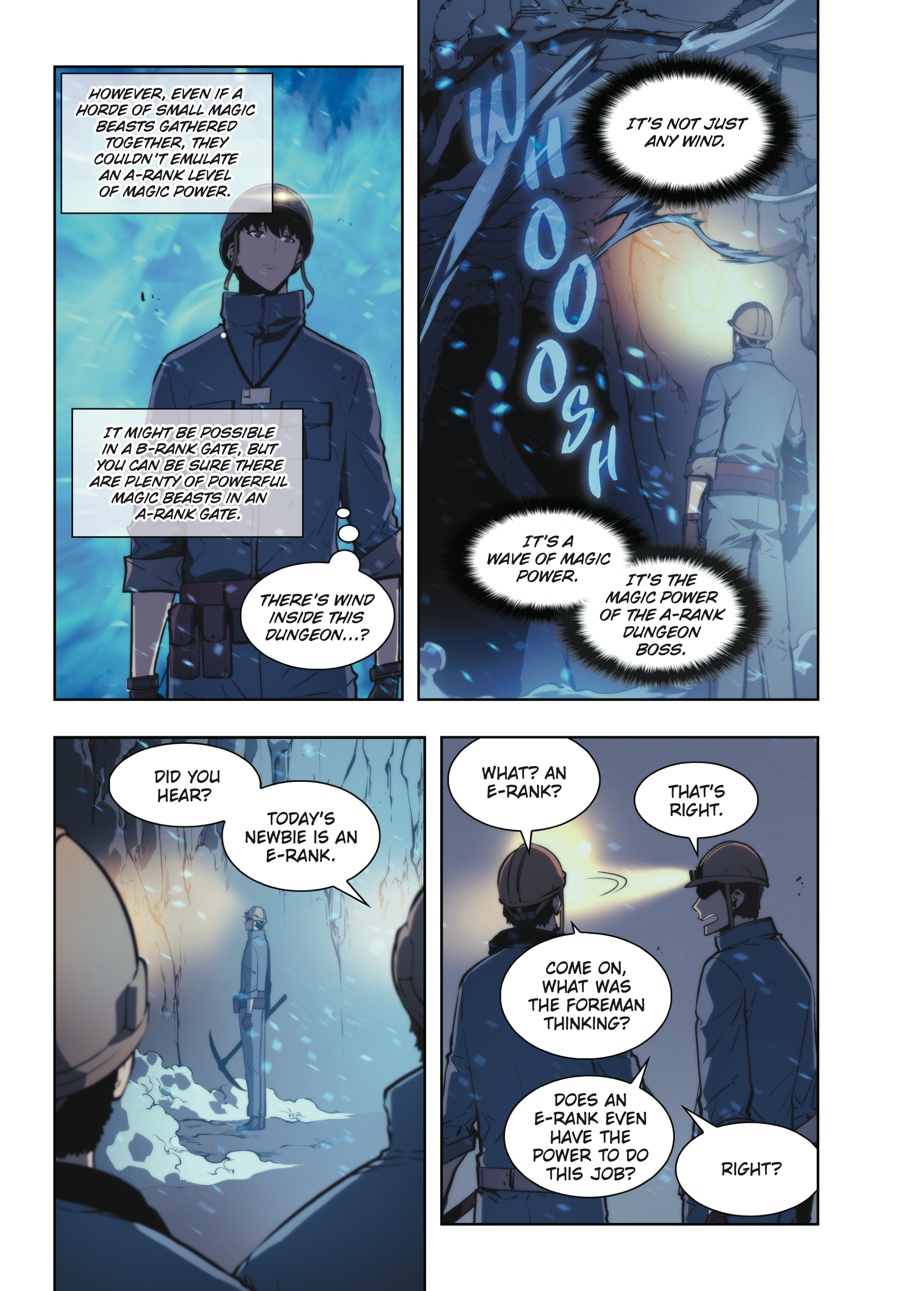 HOWEVER, EVEN IF A
HORDE OF SMALL MAGIC
BEASTS GATHERED
TOGETHER, THEY
COULDN'T EMULATE
AN A-RANK LEVEL
OF MAGIC POWER.
IT MIGHT BE POSSIBLE
IN A B-RANK GATE, BUT
YOU CAN BE SURE THERE
ARE PLENTY OF POWERFUL
MAGIC BEASTS IN AN
A-RANK GATE.
THERE'S WIND
INSIDE THIS
DUNGEON...?
IT'S NOT JUST
ANY WIND.
WHOOOSH
IT'S A
WAVE OF MAGIC
POWER.
IT'S THE
MAGIC POWER
OF THE A-RANK
DUNGEON
BOSS.
DID YOU
HEAR?
TODAY'S
NEWBIE IS AN
E-RANK.
WHAT? AN
E-RANK?
THAT'S
RIGHT.
COME ON,
WHAT WAS
THE FOREMAN
THINKING?
DOES AN
E-RANK EVEN
HAVE THE
POWER TO DO
THIS JOB?
RIGHT?